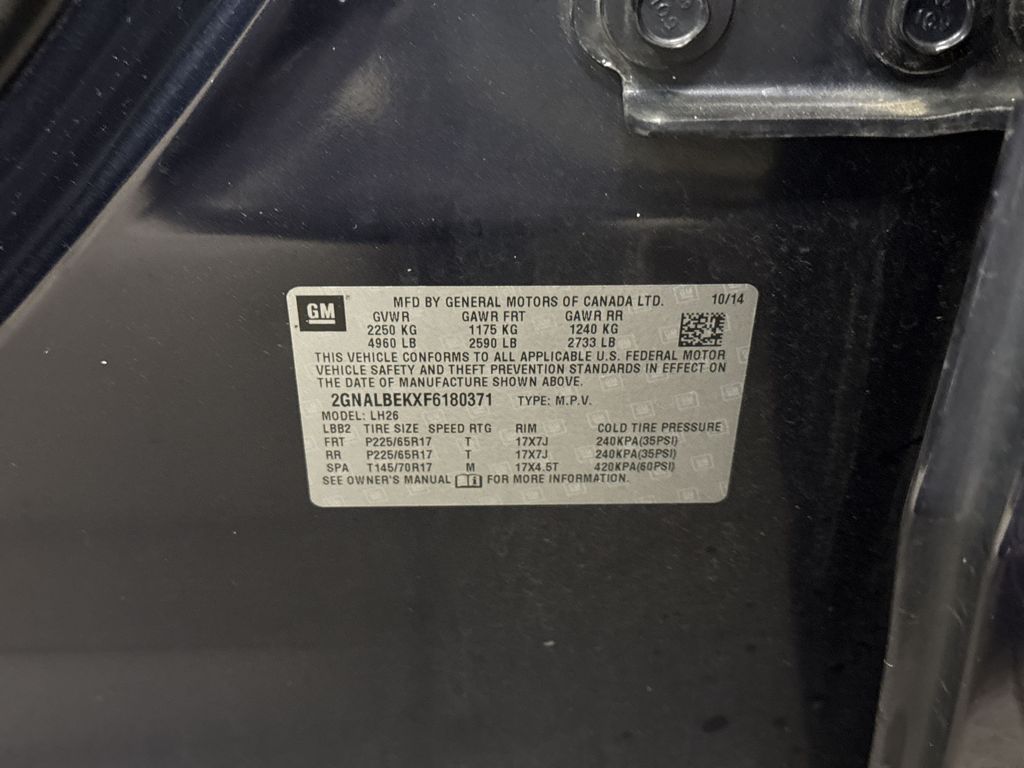 GM
MFD BY GENERAL MOTORS OF CANADA LTD. 10/14
GVWR GAWR FRT GAWR RR
2250 KG 1175 KG 1240 KG
4960 LB 2590 LB 2733 LB
THIS VEHICLE CONFORMS TO ALL APPLICABLE U.S. FEDERAL MOTOR
VEHICLE SAFETY AND THEFT PREVENTION STANDARDS IN EFFECT ON
THE DATE OF MANUFACTURE SHOWN ABOVE.
2GNALBEKXF6180371 TYPE: M.P.V.
MODEL: LH26
LBB2 TIRE SIZE SPEED RTG RIM COLD TIRE PRESSURE
FRT P225/65R17 T 17X7J 240KPA(35PSI)
RR P225/65R17 T 17X7J 240KPA(35PSI)
SPA T145/70R17 M 17X4.5T 420KPA(60PSI)
SEE OWNER'S MANUAL FOR MORE INFORMATION.